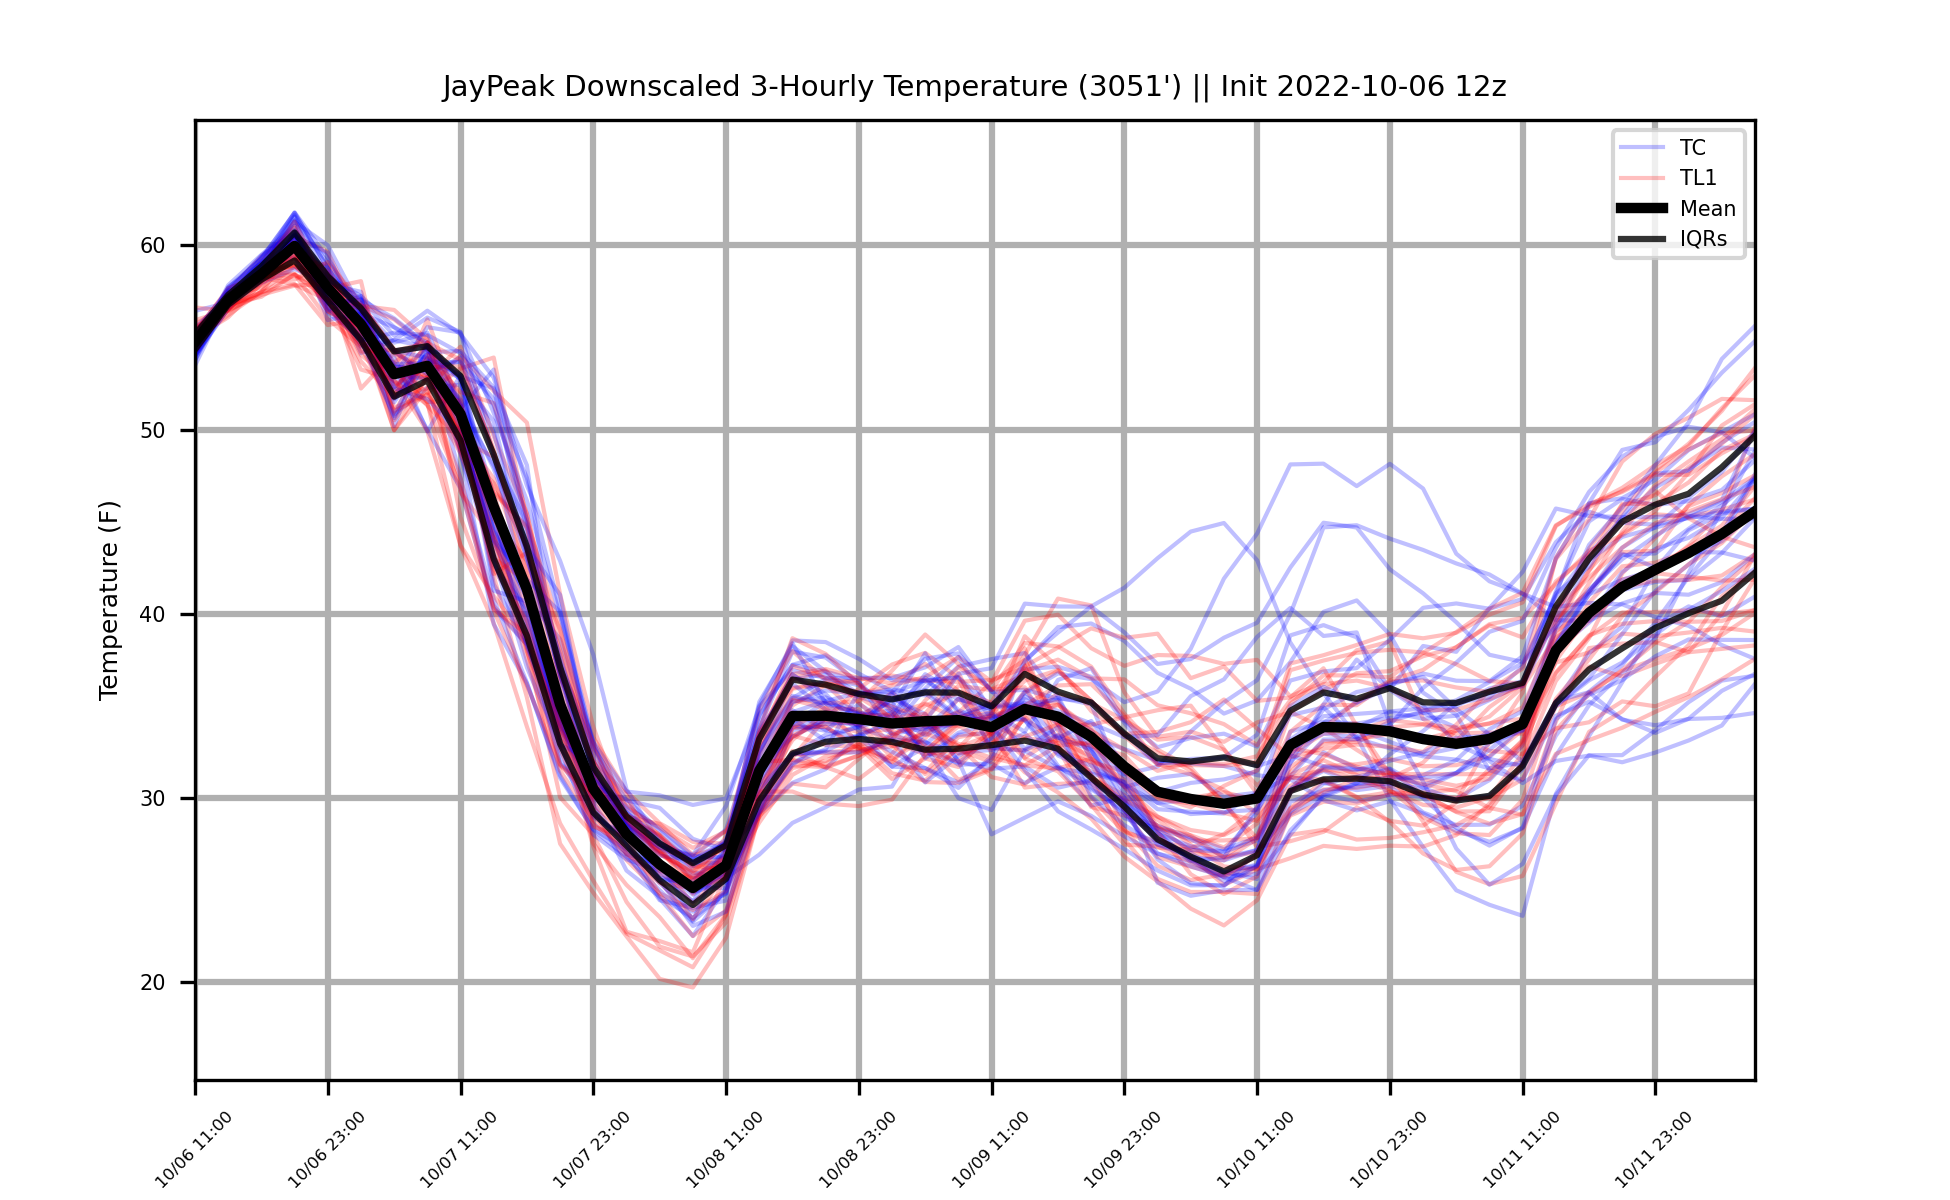 JayPeak Downscaled 3-Hourly Temperature (3051') || Init 2022-10-06 12z
TC
TL1
Mean
IQRs
Temperature (F)
60
50
40
30
20
10/06 11:00
10/06 23:00
10/07 11:00
10/07 23:00
10/08 11:00
10/08 23:00
10/09 11:00
10/09 23:00
10/10 11:00
10/10 23:00
10/11 11:00
10/11 23:00